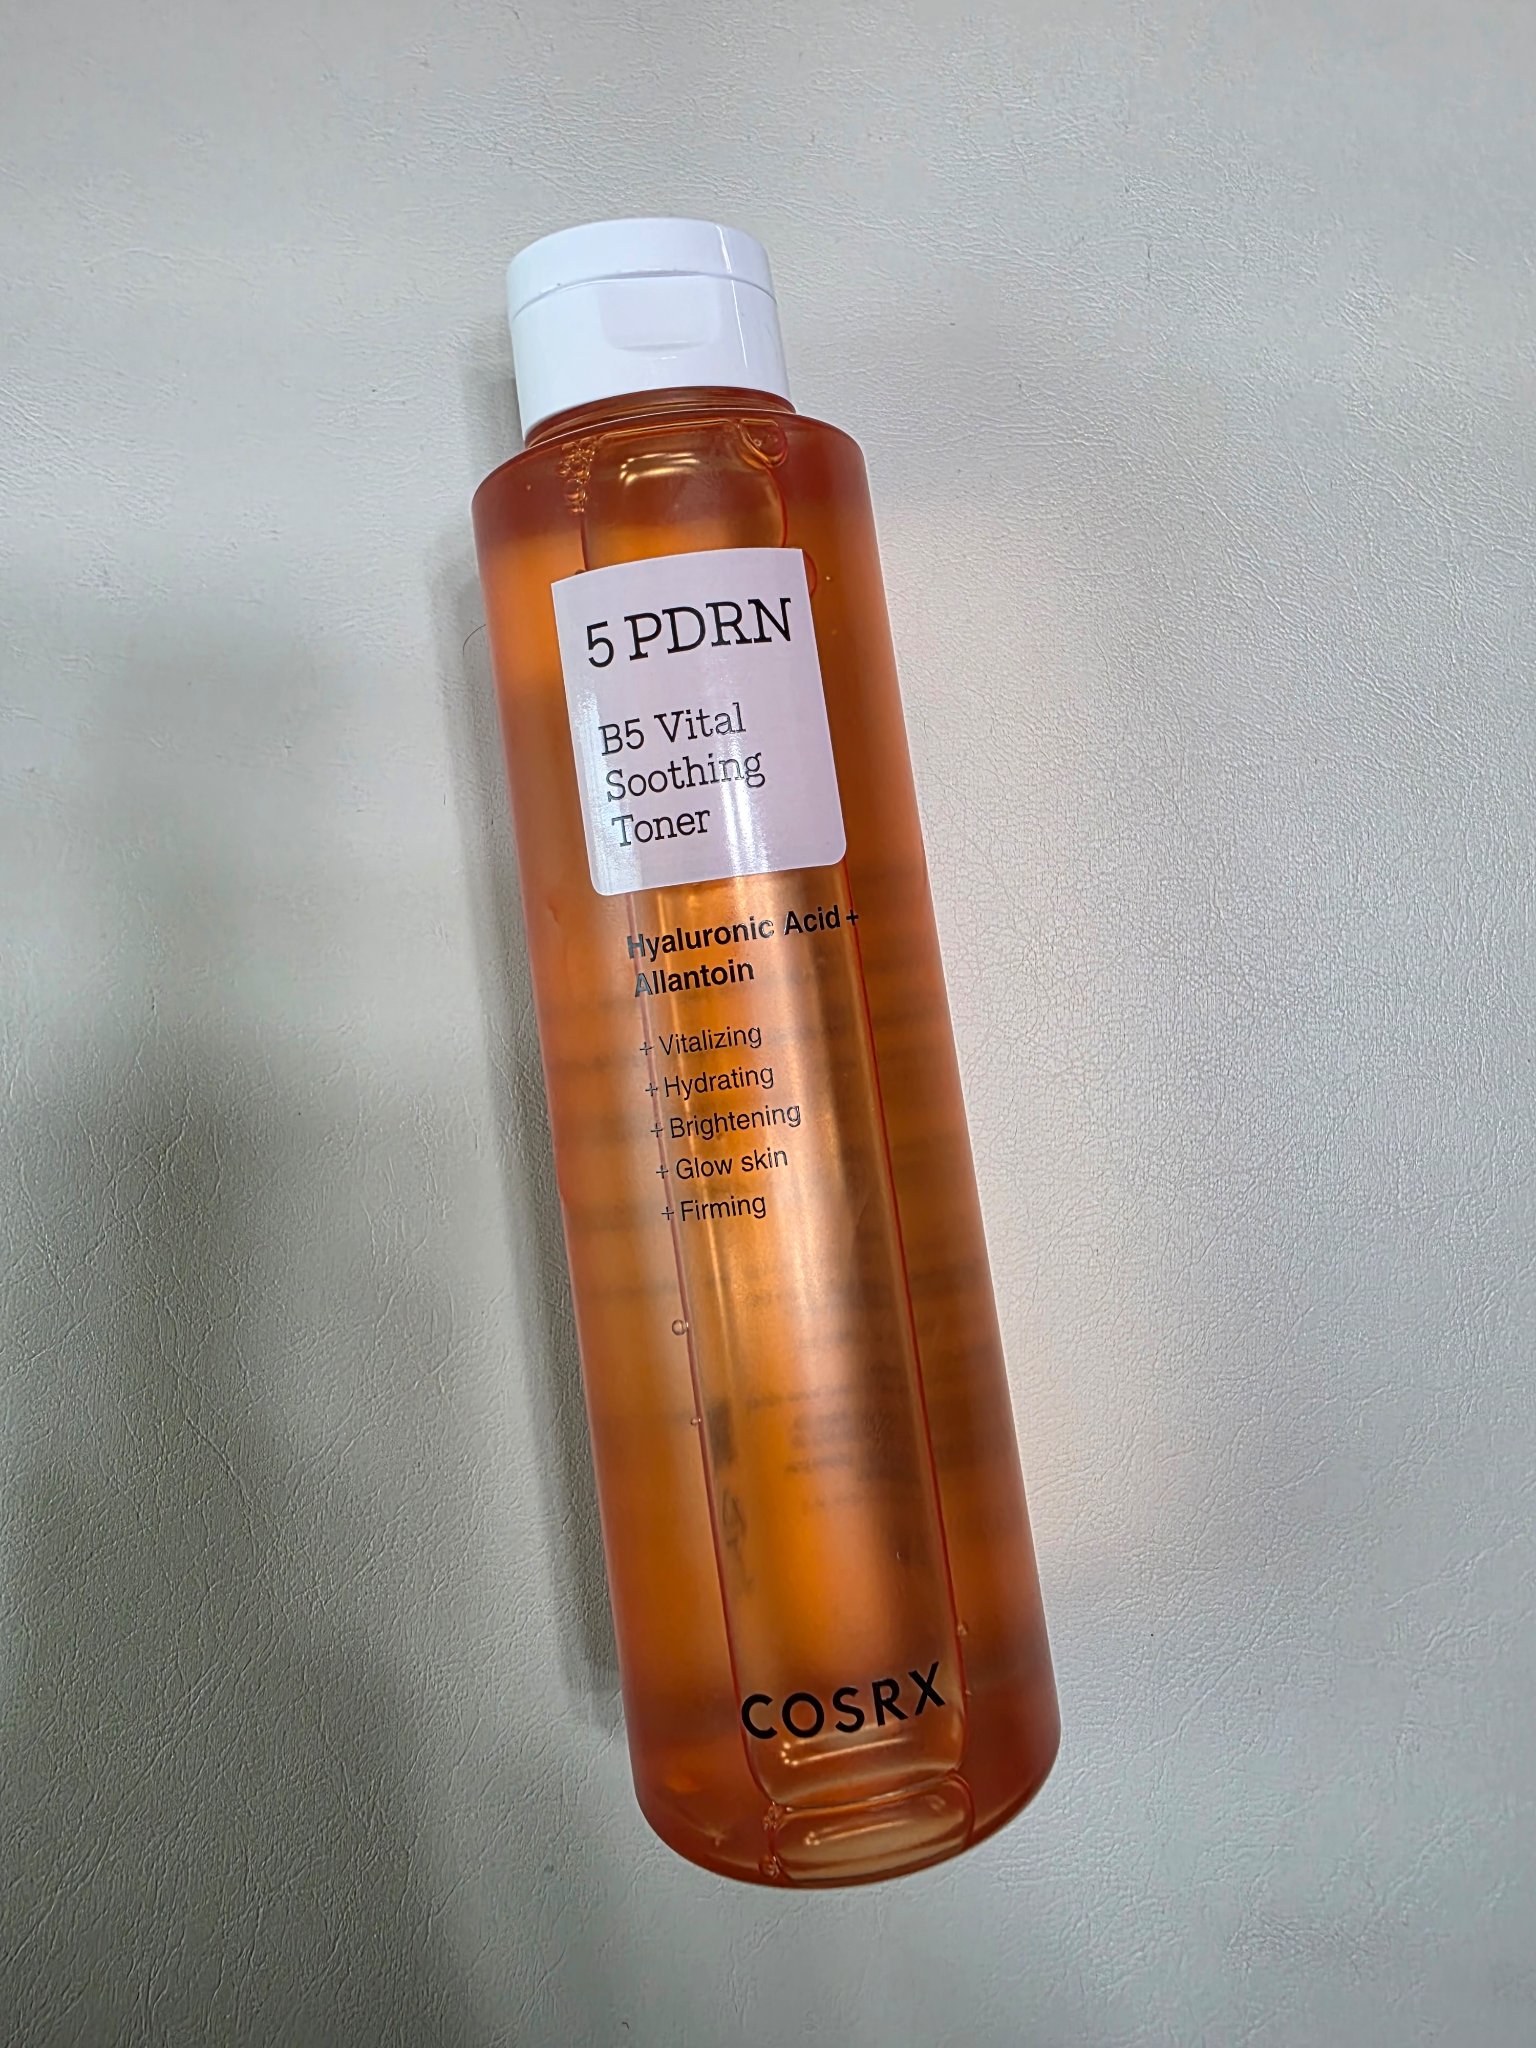 5 PDRN
B5 Vital
Soothing
Toner
Hyaluronic Acid +
Allantoin
+ Vitalizing
+ Hydrating
+ Brightening
+ Glow skin
+ Firming
COSRX